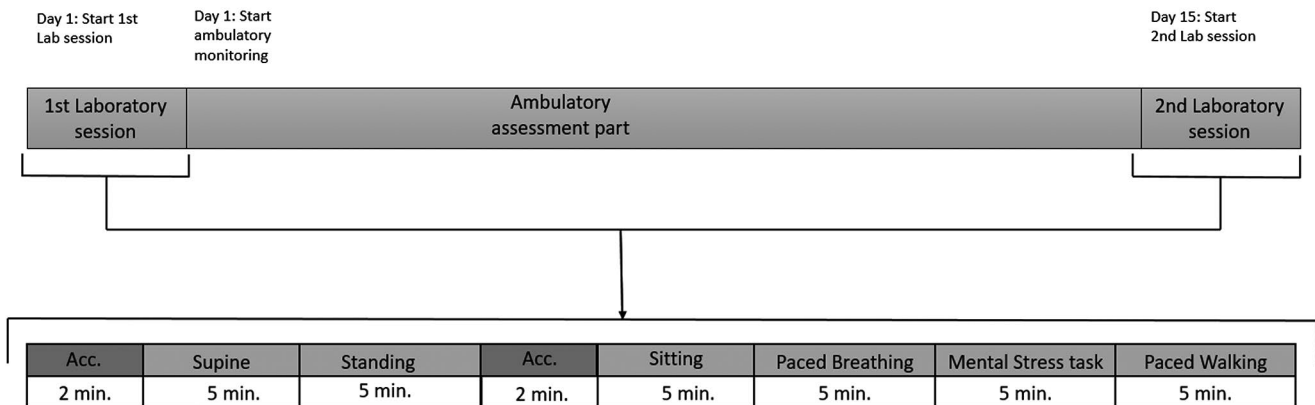 Day 1: Start 1st
Lab session
Day 1: Start
ambulatory
monitoring
Day 15: Start
2nd Lab session
1st Laboratory
session
Ambulatory
assessment part
2nd Laboratory
session
Acc. Supine Standing Acc. Sitting Paced Breathing Mental Stress task Paced Walking
2 min. 5 min. 5 min. 2 min. 5 min. 5 min. 5 min. 5 min.